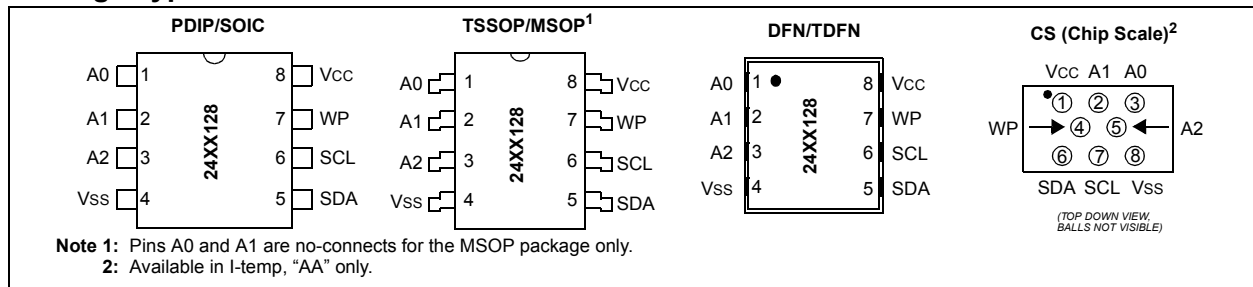 PDIP/SOIC
A0 1 8 VCC
A1 2 7 WP
A2 3 6 SCL
VSS 4 5 SDA
24XX128
TSSOP/MSOP1
A0 1 8 VCC
A1 2 7 WP
A2 3 6 SCL
VSS 4 5 SDA
24XX128
DFN/TDFN
A0 1 8 VCC
A1 2 7 WP
A2 3 6 SCL
VSS 4 5 SDA
24XX128
CS (Chip Scale)2
VCC A1 A0
1 2 3
WP 4 5 A2
6 7 8
SDA SCL VSS
(TOP DOWN VIEW,
BALLS NOT VISIBLE)
Note 1: Pins A0 and A1 are no-connects for the MSOP package only.
2: Available in I-temp, “AA” only.